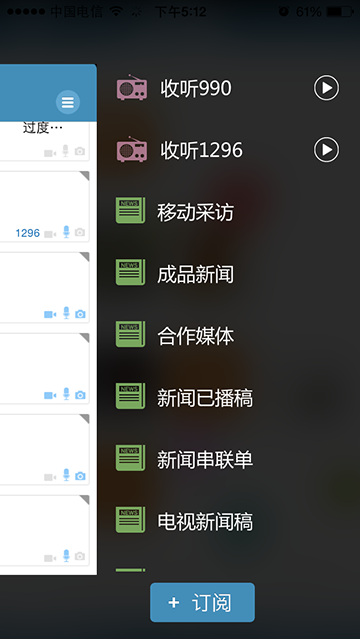 中国电信 下午5:12 61%
收听990
过度…
收听1296
移动采访
1296
NEWS
成品新闻
NEWS
合作媒体
NEWS
新闻已播稿
NEWS
新闻串联单
NEWS
电视新闻稿
NEWS
+ 订阅